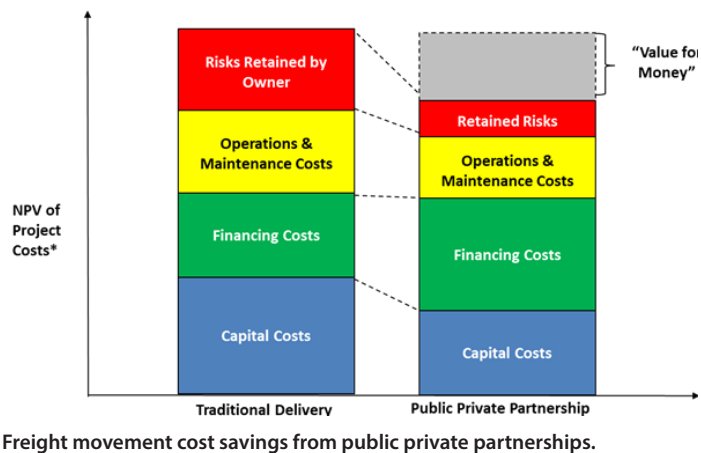 Risks Retained by
Owner
Operations &
Maintenance Costs
Financing Costs
Capital Costs
"Value for
Money"
Retained Risks
Operations &
Maintenance Costs
Financing Costs
Capital Costs
NPV of
Project
Costs*
Traditional Delivery
Public Private Partnership
Freight movement cost savings from public private partnerships.